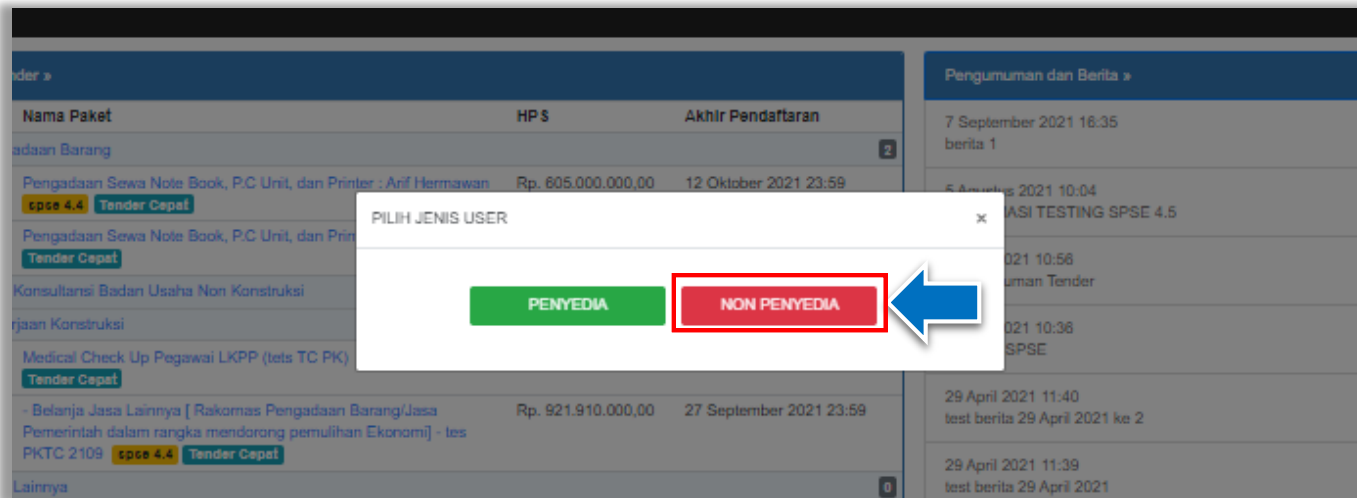 nder »
Nama Paket HPS Akhir Pendaftaran
adaan Barang 2
Pengadaan Sewa Note Book, P.C Unit, dan Printer : Arif Hermawan Rp. 605.000.000,00 12 Oktober 2021 23:59
spse 4.4 Tender Cepat
Pengadaan Sewa Note Book, P.C Unit, dan Prin
Tender Cepat
Konsultansi Badan Usaha Non Konstruksi
rjaan Konstruksi
Medical Check Up Pegawai LKPP (tets TC PK)
Tender Cepat
- Belanja Jasa Lainnya [ Rakornas Pengadaan Barang/Jasa Rp. 921.910.000,00 27 September 2021 23:59
Pemerintah dalam rangka mendorong pemulihan Ekonomi] - tes
PKTC 2109 spse 4.4 Tender Cepat
Lainnya 0
PILIH JENIS USER ×
PENYEDIA NON PENYEDIA
Pengumuman dan Berita »
7 September 2021 16:35
berita 1
5 Agustus 2021 10:04
ASI TESTING SPSE 4.5
021 10:56
uman Tender
021 10:36
SPSE
29 April 2021 11:40
test berita 29 April 2021 ke 2
29 April 2021 11:39
test berita 29 April 2021